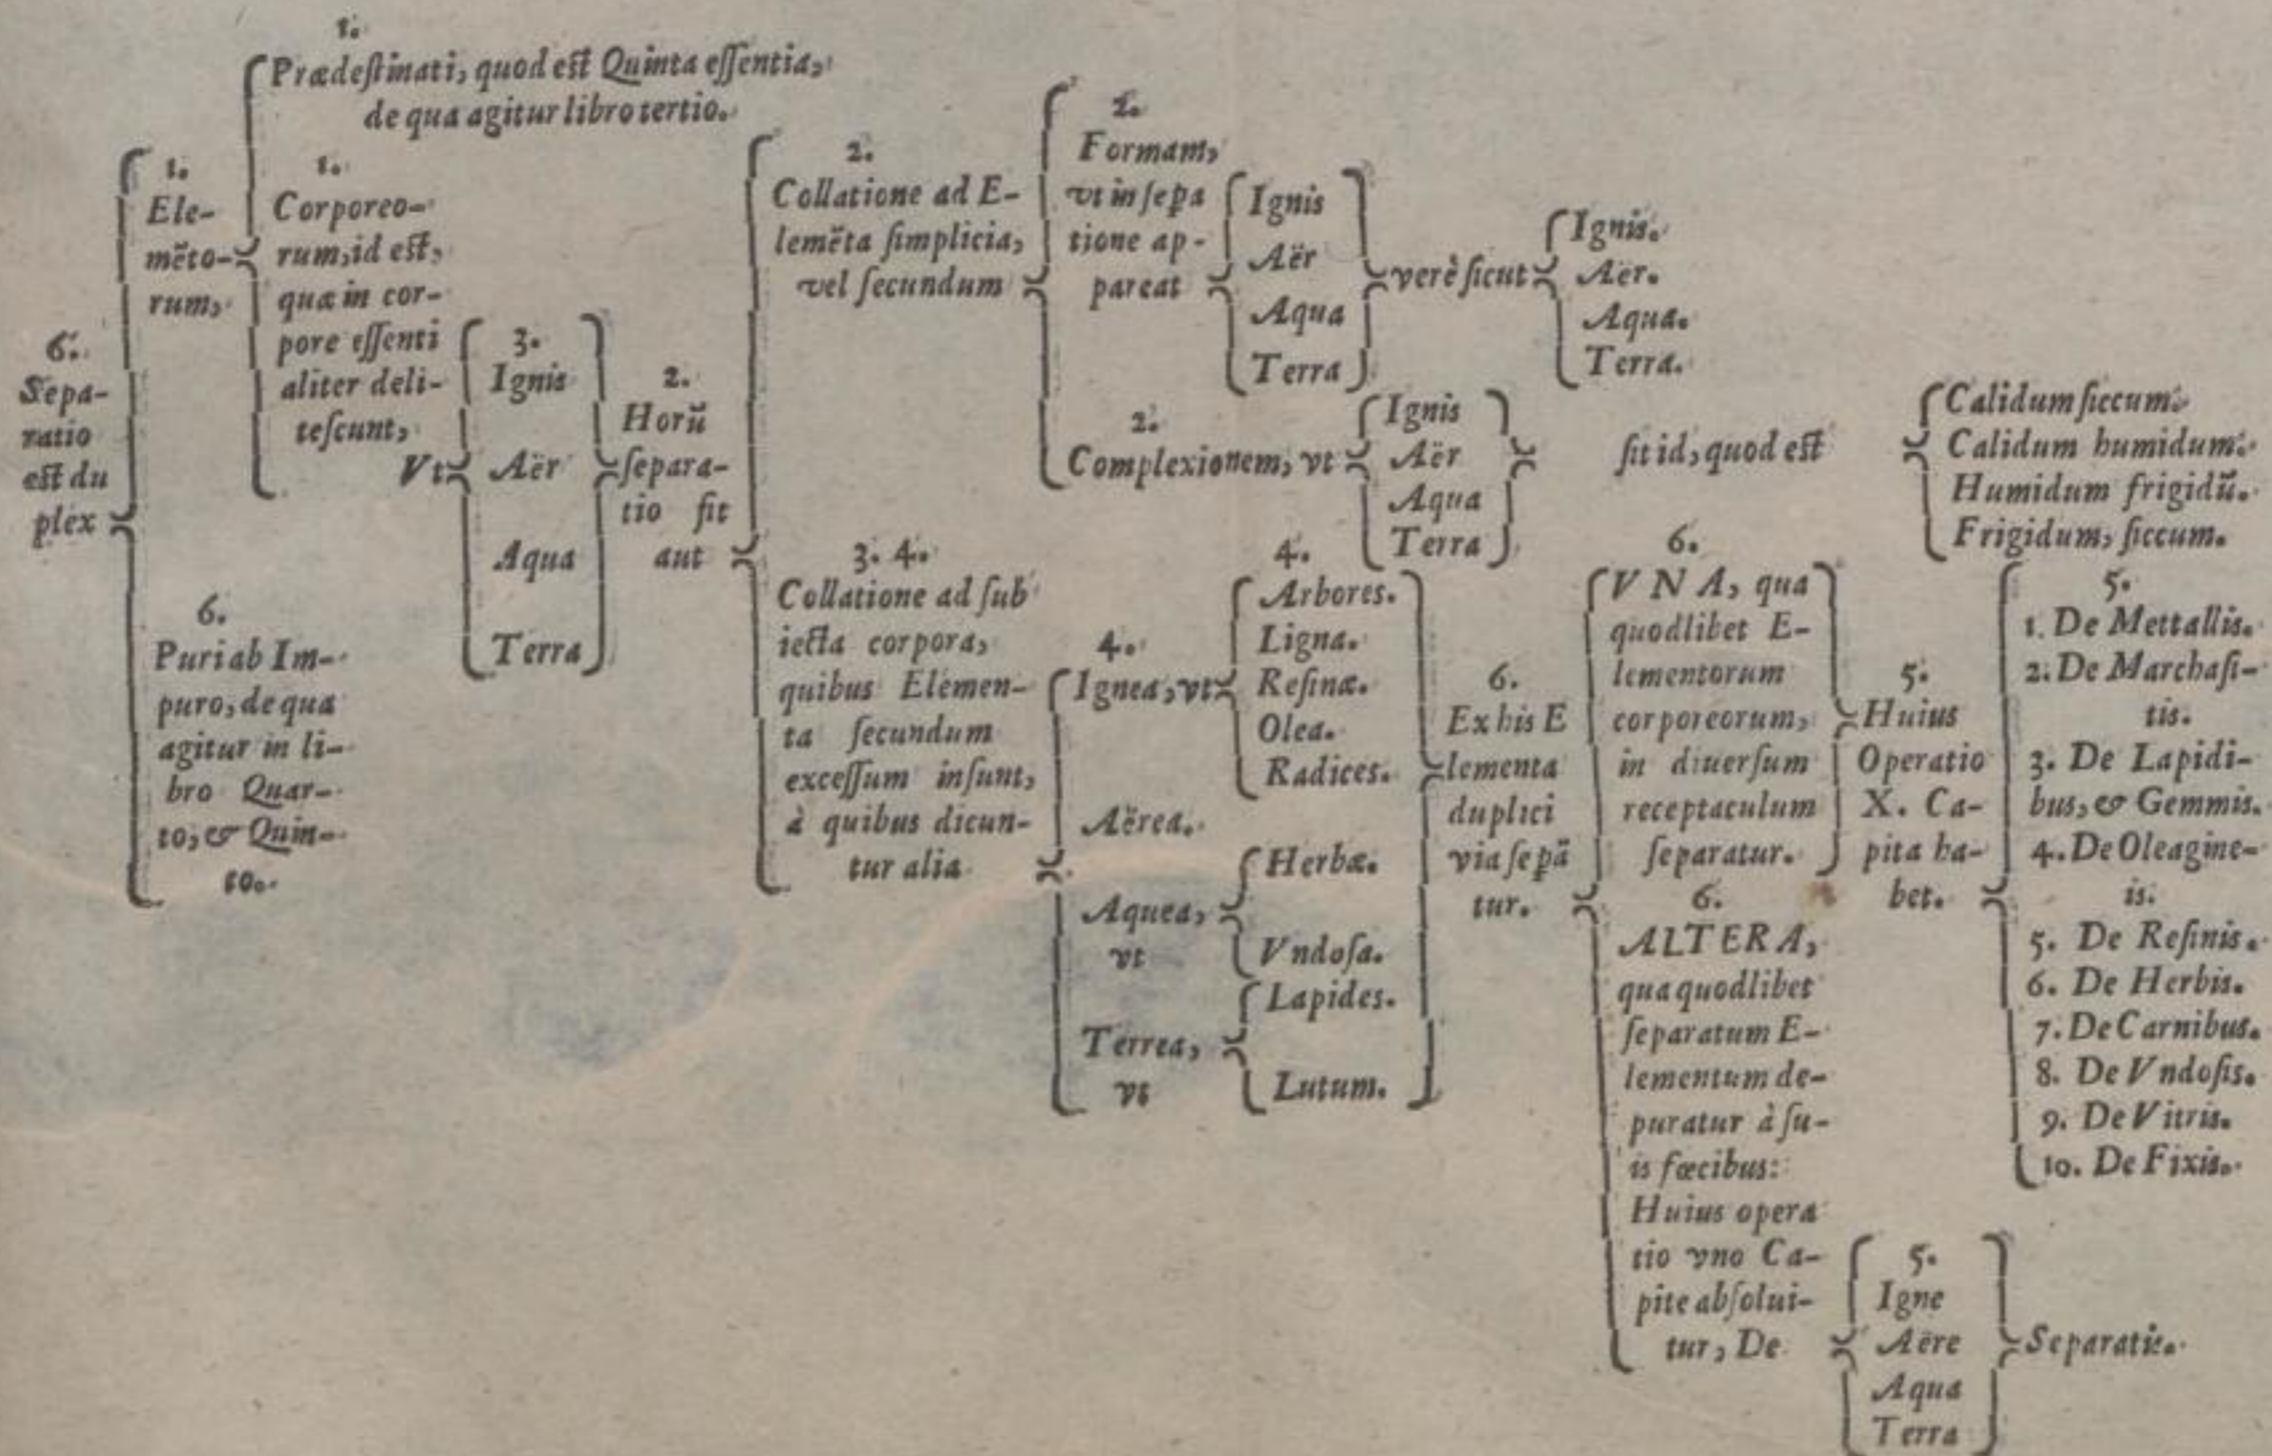 6.
Sepa-
ratio
est du
plex
1.
Ele-
mẽto-
rum,
1.
Prædestinati, quod est Quinta essentia,
de qua agitur libro tertio.
1.
Corporeo-
rum, id est,
quæ in cor-
pore essenti
aliter deli-
tescunt,
Vt
3.
Ignis
Aër
Aqua
Terra
2.
Horũ
separa-
tio fit
aut
2.
Collatione ad E-
lemẽta simplicia,
vel secundum
2.
Formam,
vt in sep̃a
tione ap-
pareat
Ignis
Aër
Aqua
Terra
verè sicut
Ignis.
Aër.
Aqua.
Terra.
2.
Complexionem, vt
Ignis
Aër
Aqua
Terra
sit id, quod est
Calidum siccum.
Calidum humidum.
Humidum frigidũ.
Frigidum, siccum.
3. 4.
Collatione ad sub
iecta corpora,
quibus Elemen-
ta secundum
excessum insunt,
à quibus dicun-
tur alia
4.
Ignea, vt
4.
Arbores.
Ligna.
Resinæ.
Olea.
Radices.
Aërea.
Aquea,
vt
Herbæ.
Vndosa.
Terrea,
vt
Lapides.
Lutum.
6.
Ex his E
lementa
duplici
via sep̃ã
tur.
6.
VNA, qua
quodlibet E-
lementorum
corporeorum,
in diuersum
receptaculum
separatur.
5.
Huius
Operatio
X. Ca-
pita ha-
bet.
5.
1. De Mettallis.
2. De Marchasi-
tis.
3. De Lapidi-
bus, & Gemmis.
4. De Oleagine-
is.
5. De Resinis.
6. De Herbis.
7. De Carnibus.
8. De Vndosis.
9. De Vitris.
10. De Fixis.
6.
ALTERA,
qua quodlibet
separatum E-
lementum de-
puratur à su-
is fœcibus:
Huius opera
tio vno Ca-
pite absolui-
tur, De
5.
Igne
Aëre
Aqua
Terra
Separatis.
6.
Puri ab Im-
puro, de qua
agitur in li-
bro Quar-
to, & Quin-
to.